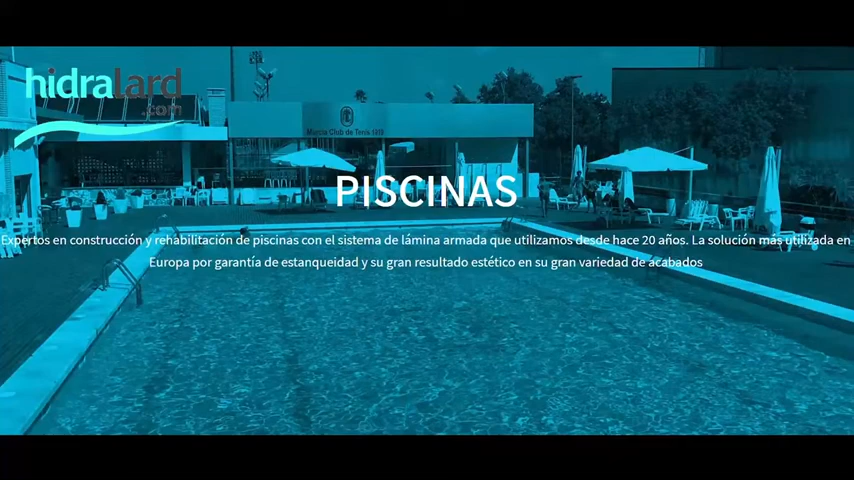 hidralard
.com
Murcia Club de Tenis 1919
PISCINAS
Expertos en construcción y rehabilitación de piscinas con el sistema de lámina armada que utilizamos desde hace 20 años. La solución más utilizada en
Europa por garantía de estanqueidad y su gran resultado estético en su gran variedad de acabados